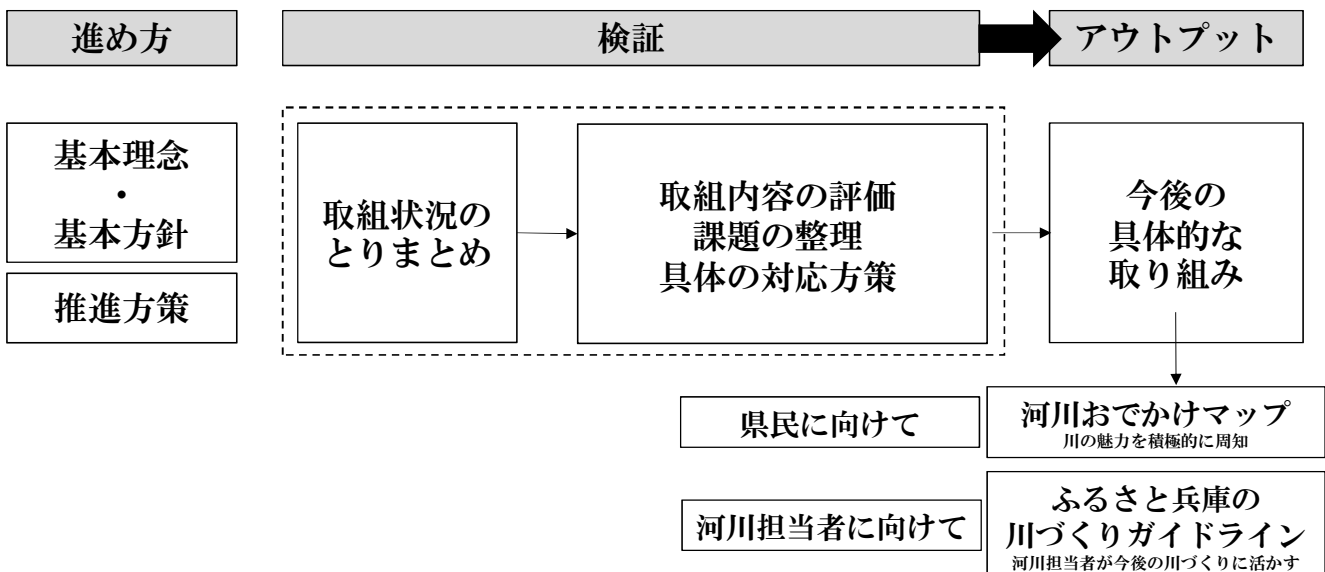 進め方
検証
アウトプット
基本理念
・
基本方針
推進方策
取組状況の
とりまとめ
取組内容の評価
課題の整理
具体の対応方策
今後の
具体的な
取り組み
県民に向けて
河川おでかけマップ
川の魅力を積極的に周知
河川担当者に向けて
ふるさと兵庫の
川づくりガイドライン
河川担当者が今後の川づくりに活かす